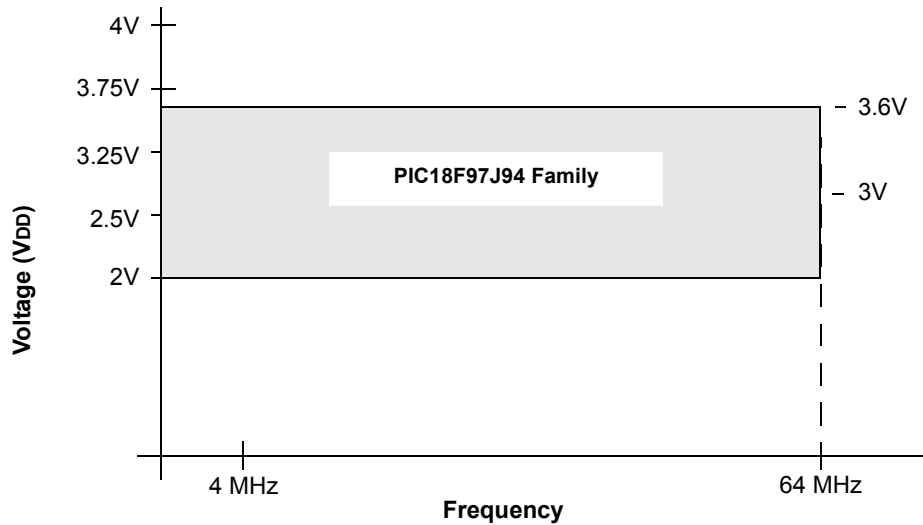 4V
3.75V
3.6V
3.25V
PIC18F97J94 Family
3V
2.5V
2V
Voltage (VDD)
4 MHz
64 MHz
Frequency